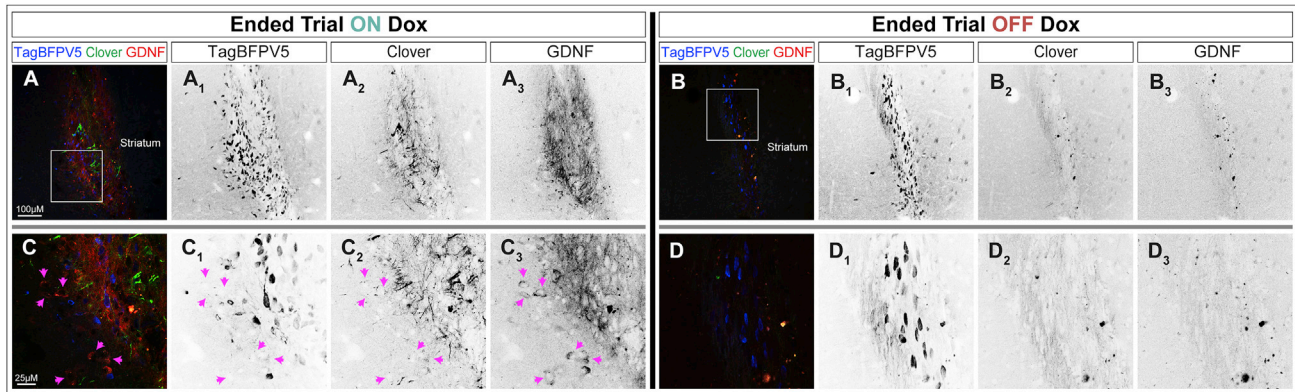 Ended Trial ON Dox
Ended Trial OFF Dox
TagBFPV5 Clover GDNF
TagBFPV5
Clover
GDNF
TagBFPV5 Clover GDNF
TagBFPV5
Clover
GDNF
A
Striatum
100µM
A1
A2
A3
B
Striatum
B1
B2
B3
C
25µM
C1
C2
C3
D
D1
D2
D3